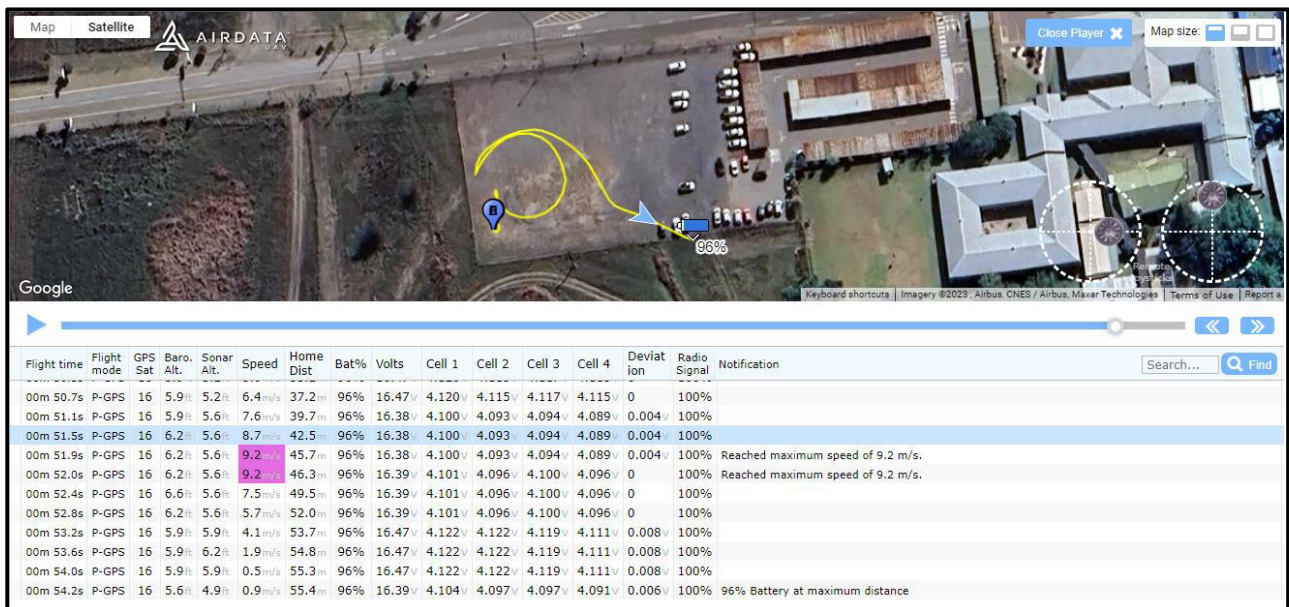 Map Satellite
AIRDATA
UAV
Close Player
Map size:
96%
Remote
Joysticks
Google
Keyboard shortcuts Imagery ©2023 , Airbus, CNES / Airbus, Maxar Technologies Terms of Use Report a
Flight time Flight mode GPS Sat Baro. Alt. Sonar Alt. Speed Home Dist Bat% Volts Cell 1 Cell 2 Cell 3 Cell 4 Deviat ion Radio Signal Notification Search... Find
00m 50.7s P-GPS 16 5.9ft 5.2ft 6.4m/s 37.2m 96% 16.47V 4.120V 4.115V 4.117V 4.115V 0 100%
00m 51.1s P-GPS 16 5.9ft 5.6ft 7.6m/s 39.7m 96% 16.38V 4.100V 4.093V 4.094V 4.089V 0.004V 100%
00m 51.5s P-GPS 16 6.2ft 5.6ft 8.7m/s 42.5m 96% 16.38V 4.100V 4.093V 4.094V 4.089V 0.004V 100%
00m 51.9s P-GPS 16 6.2ft 5.6ft 9.2m/s 45.7m 96% 16.38V 4.100V 4.093V 4.094V 4.089V 0.004V 100% Reached maximum speed of 9.2 m/s.
00m 52.0s P-GPS 16 6.2ft 5.6ft 9.2m/s 46.3m 96% 16.39V 4.101V 4.096V 4.100V 4.096V 0 100% Reached maximum speed of 9.2 m/s.
00m 52.4s P-GPS 16 6.6ft 5.6ft 7.5m/s 49.5m 96% 16.39V 4.101V 4.096V 4.100V 4.096V 0 100%
00m 52.8s P-GPS 16 6.2ft 5.6ft 5.7m/s 52.0m 96% 16.39V 4.101V 4.096V 4.100V 4.096V 0 100%
00m 53.2s P-GPS 16 5.9ft 5.9ft 4.1m/s 53.7m 96% 16.47V 4.122V 4.122V 4.119V 4.111V 0.008V 100%
00m 53.6s P-GPS 16 5.9ft 6.2ft 1.9m/s 54.8m 96% 16.47V 4.122V 4.122V 4.119V 4.111V 0.008V 100%
00m 54.0s P-GPS 16 5.9ft 5.9ft 0.5m/s 55.3m 96% 16.47V 4.122V 4.122V 4.119V 4.111V 0.008V 100%
00m 54.2s P-GPS 16 5.6ft 4.9ft 0.9m/s 55.4m 96% 16.39V 4.104V 4.097V 4.097V 4.091V 0.006V 100% 96% Battery at maximum distance